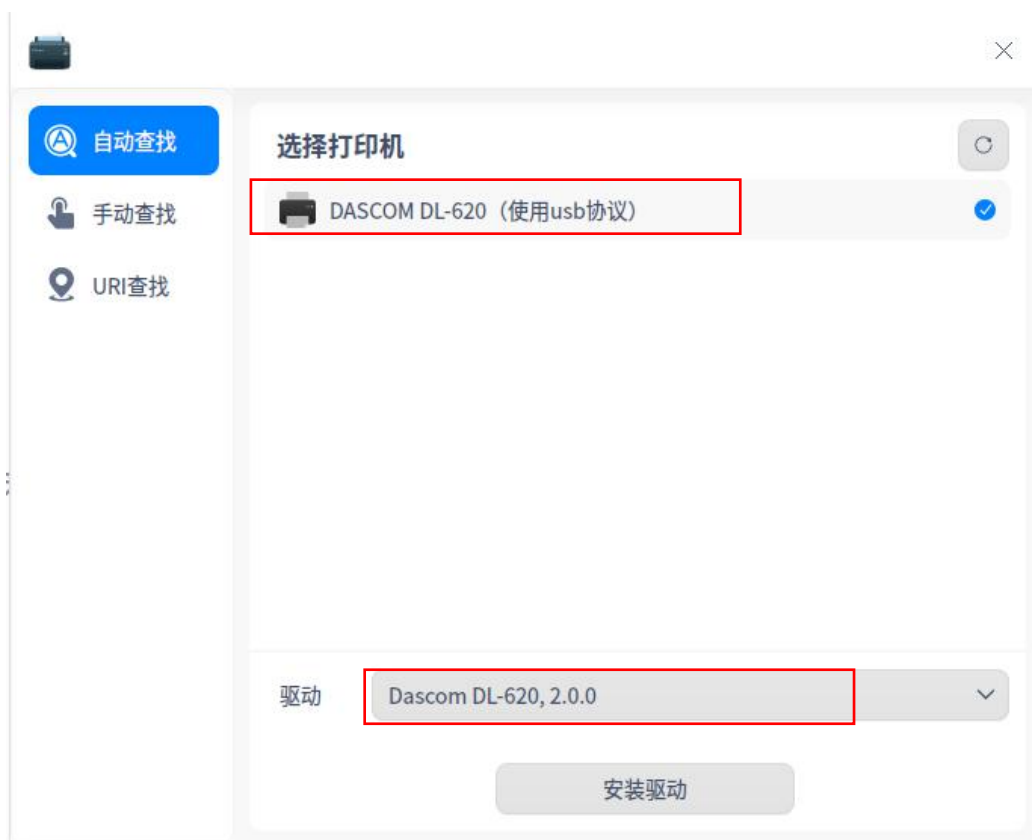 自动查找
手动查找
URI查找
选择打印机
DASCOM DL-620（使用usb协议）
驱动
Dascom DL-620, 2.0.0
安装驱动